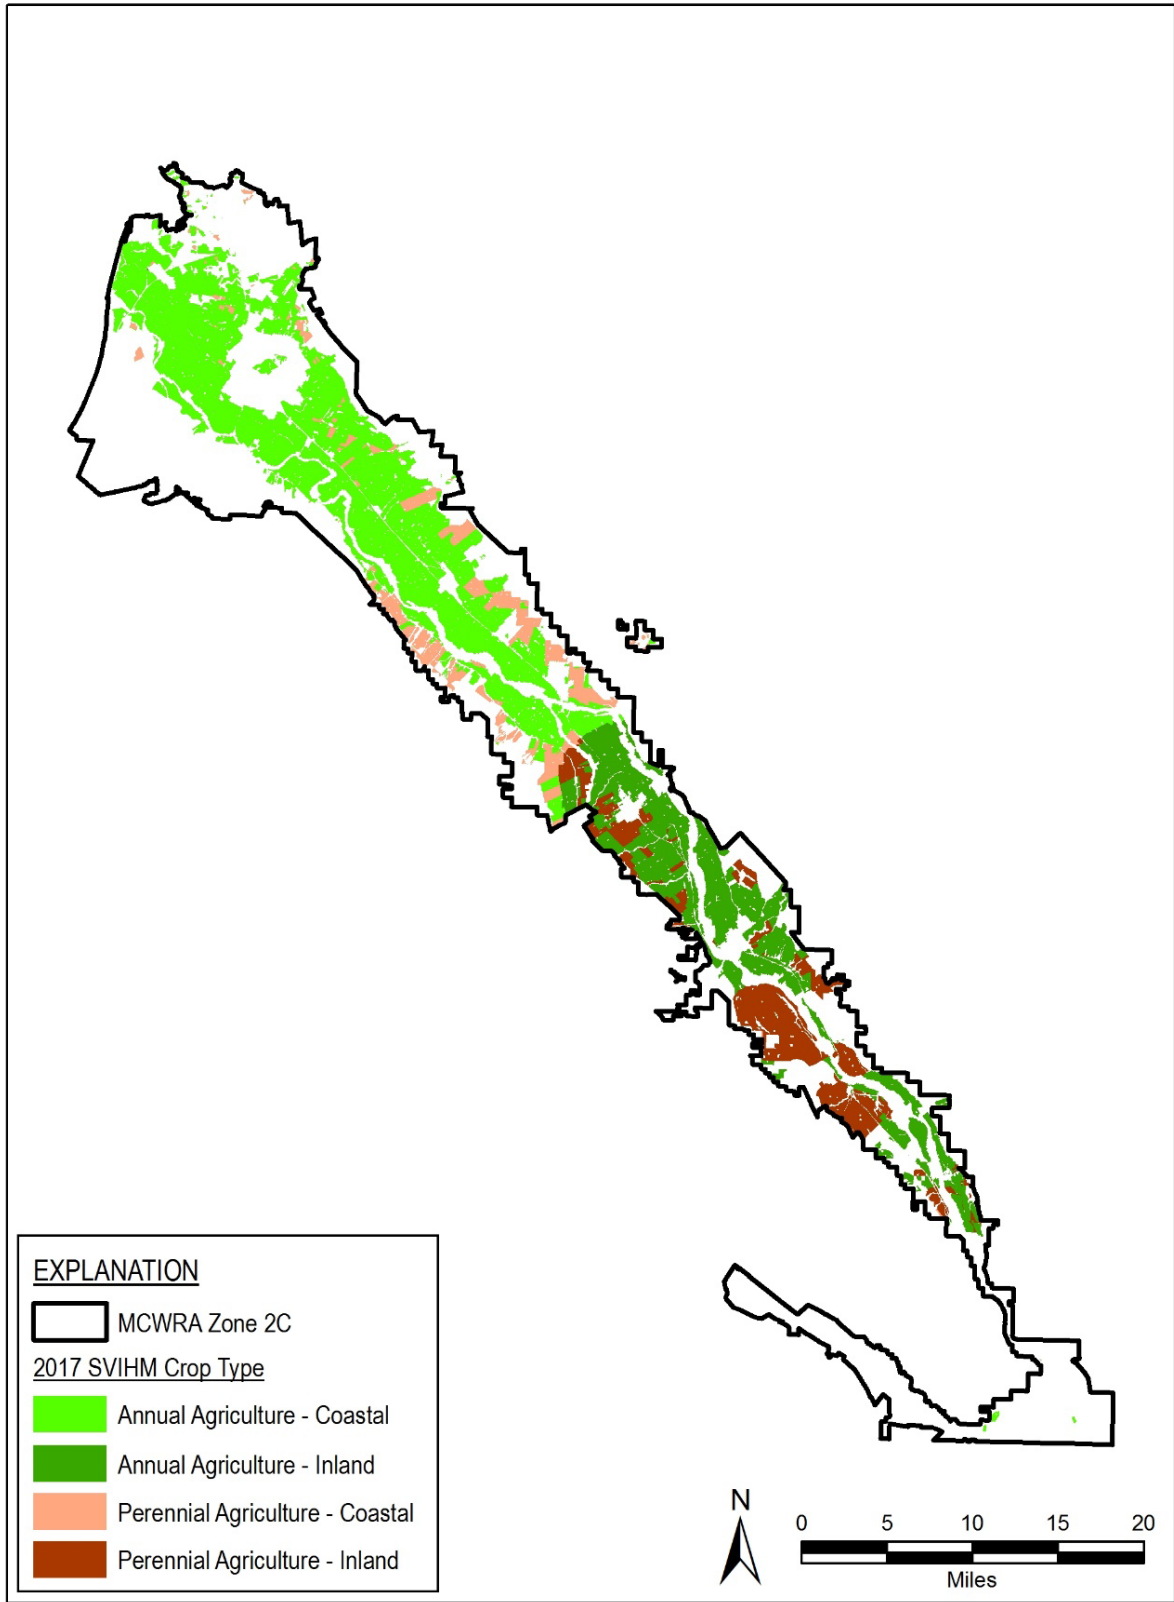 EXPLANATION
MCWRA Zone 2C
2017 SVIHM Crop Type
Annual Agriculture - Coastal
Annual Agriculture - Inland
Perennial Agriculture - Coastal
Perennial Agriculture - Inland
N
0 5 10 15 20
Miles